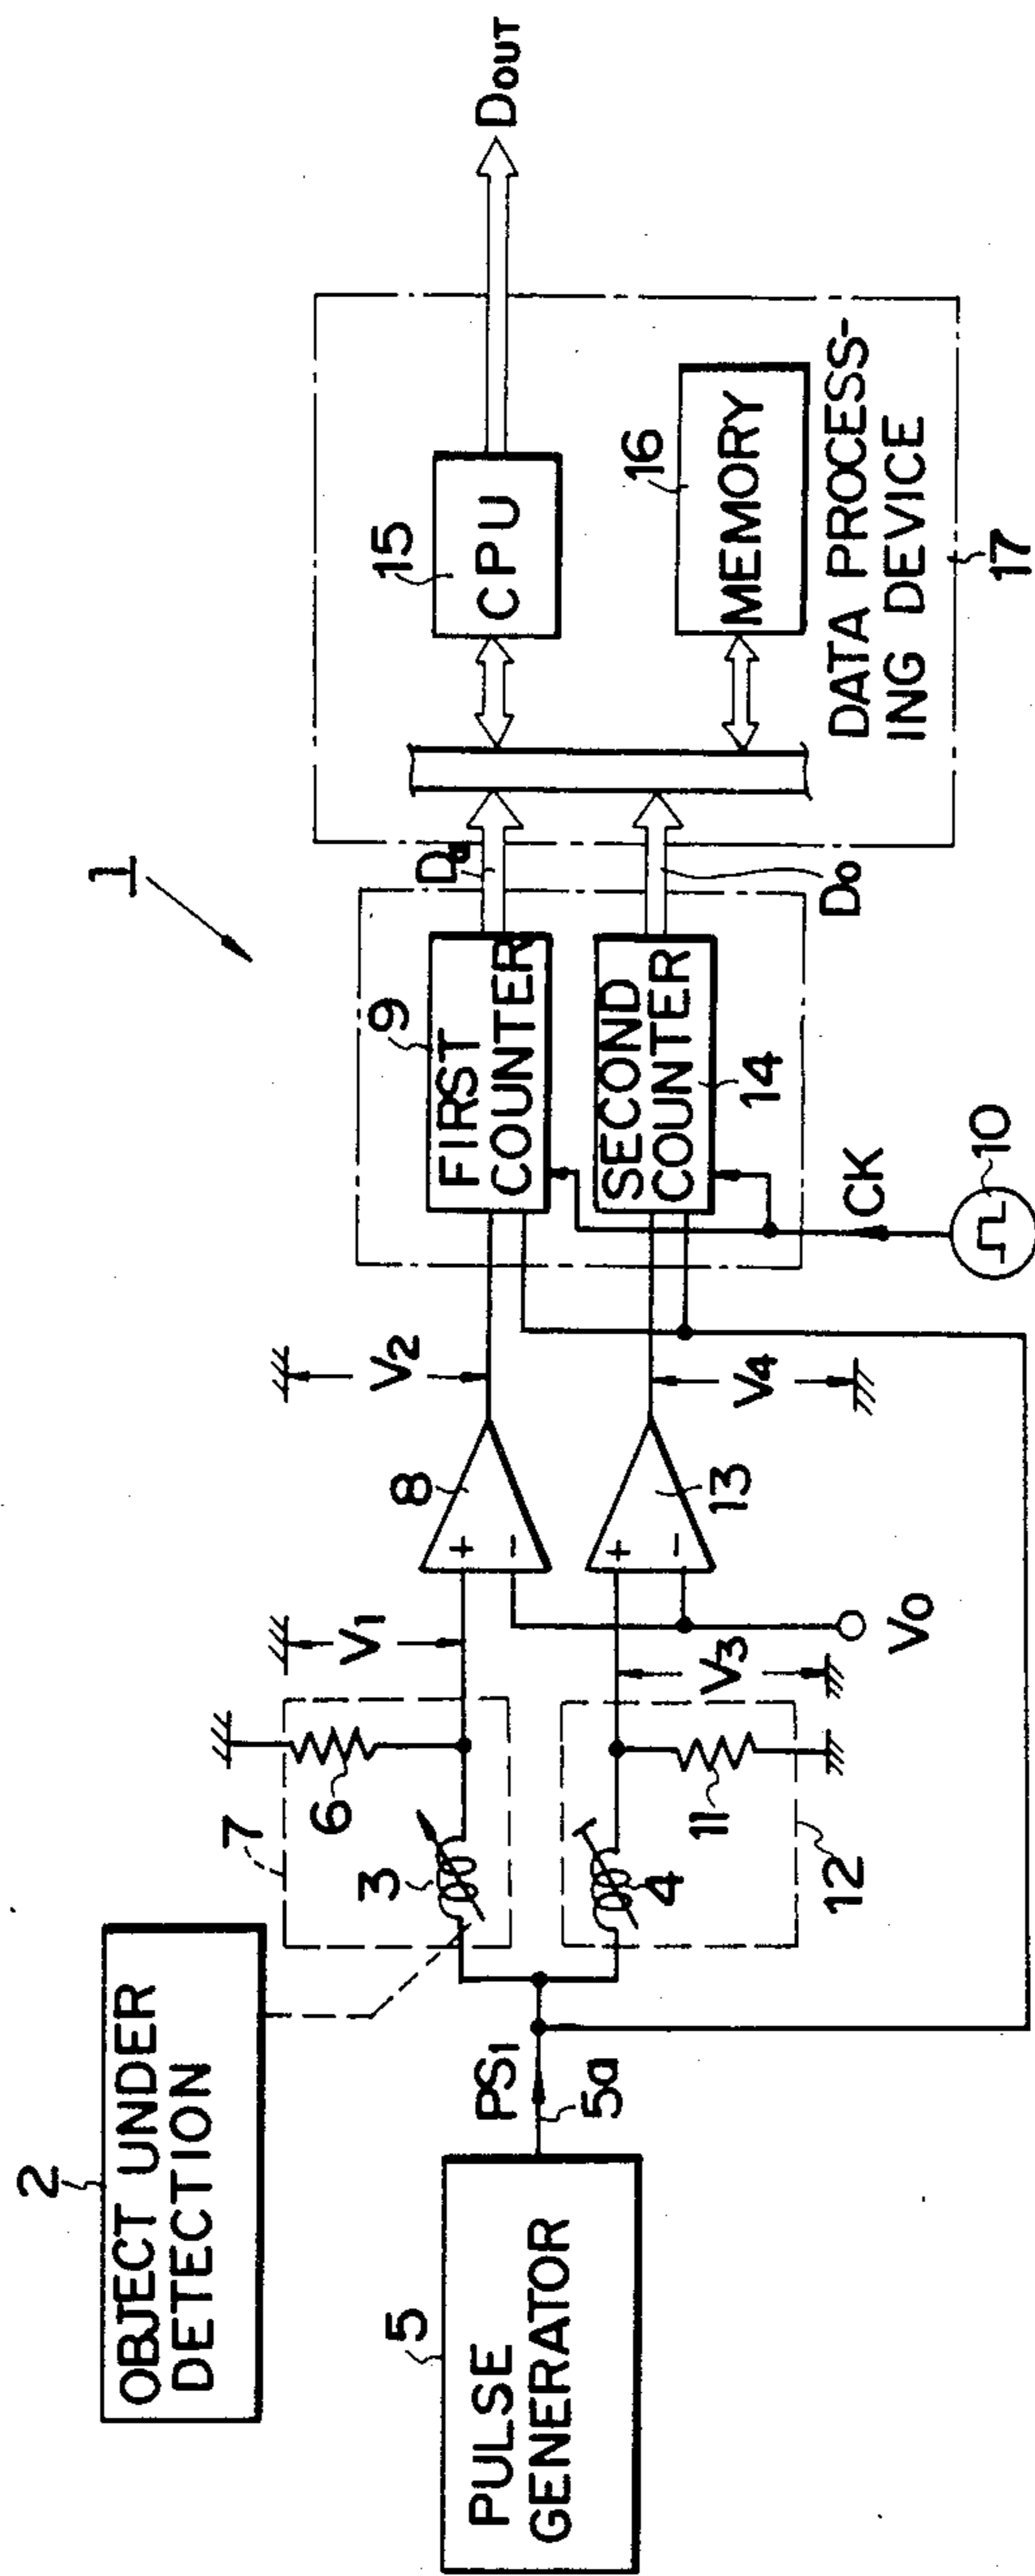 1
2
OBJECT UNDER
DETECTION
5
PULSE
GENERATOR
PS1
5a
7
6
3
4
11
12
V1
V3
V0
8
+
−
13
+
−
V2
V4
9
FIRST
COUNTER
SECOND
COUNTER
14
CK
10
Do
15
CPU
16
MEMORY
DATA PROCESS-
ING DEVICE
17
DOUT